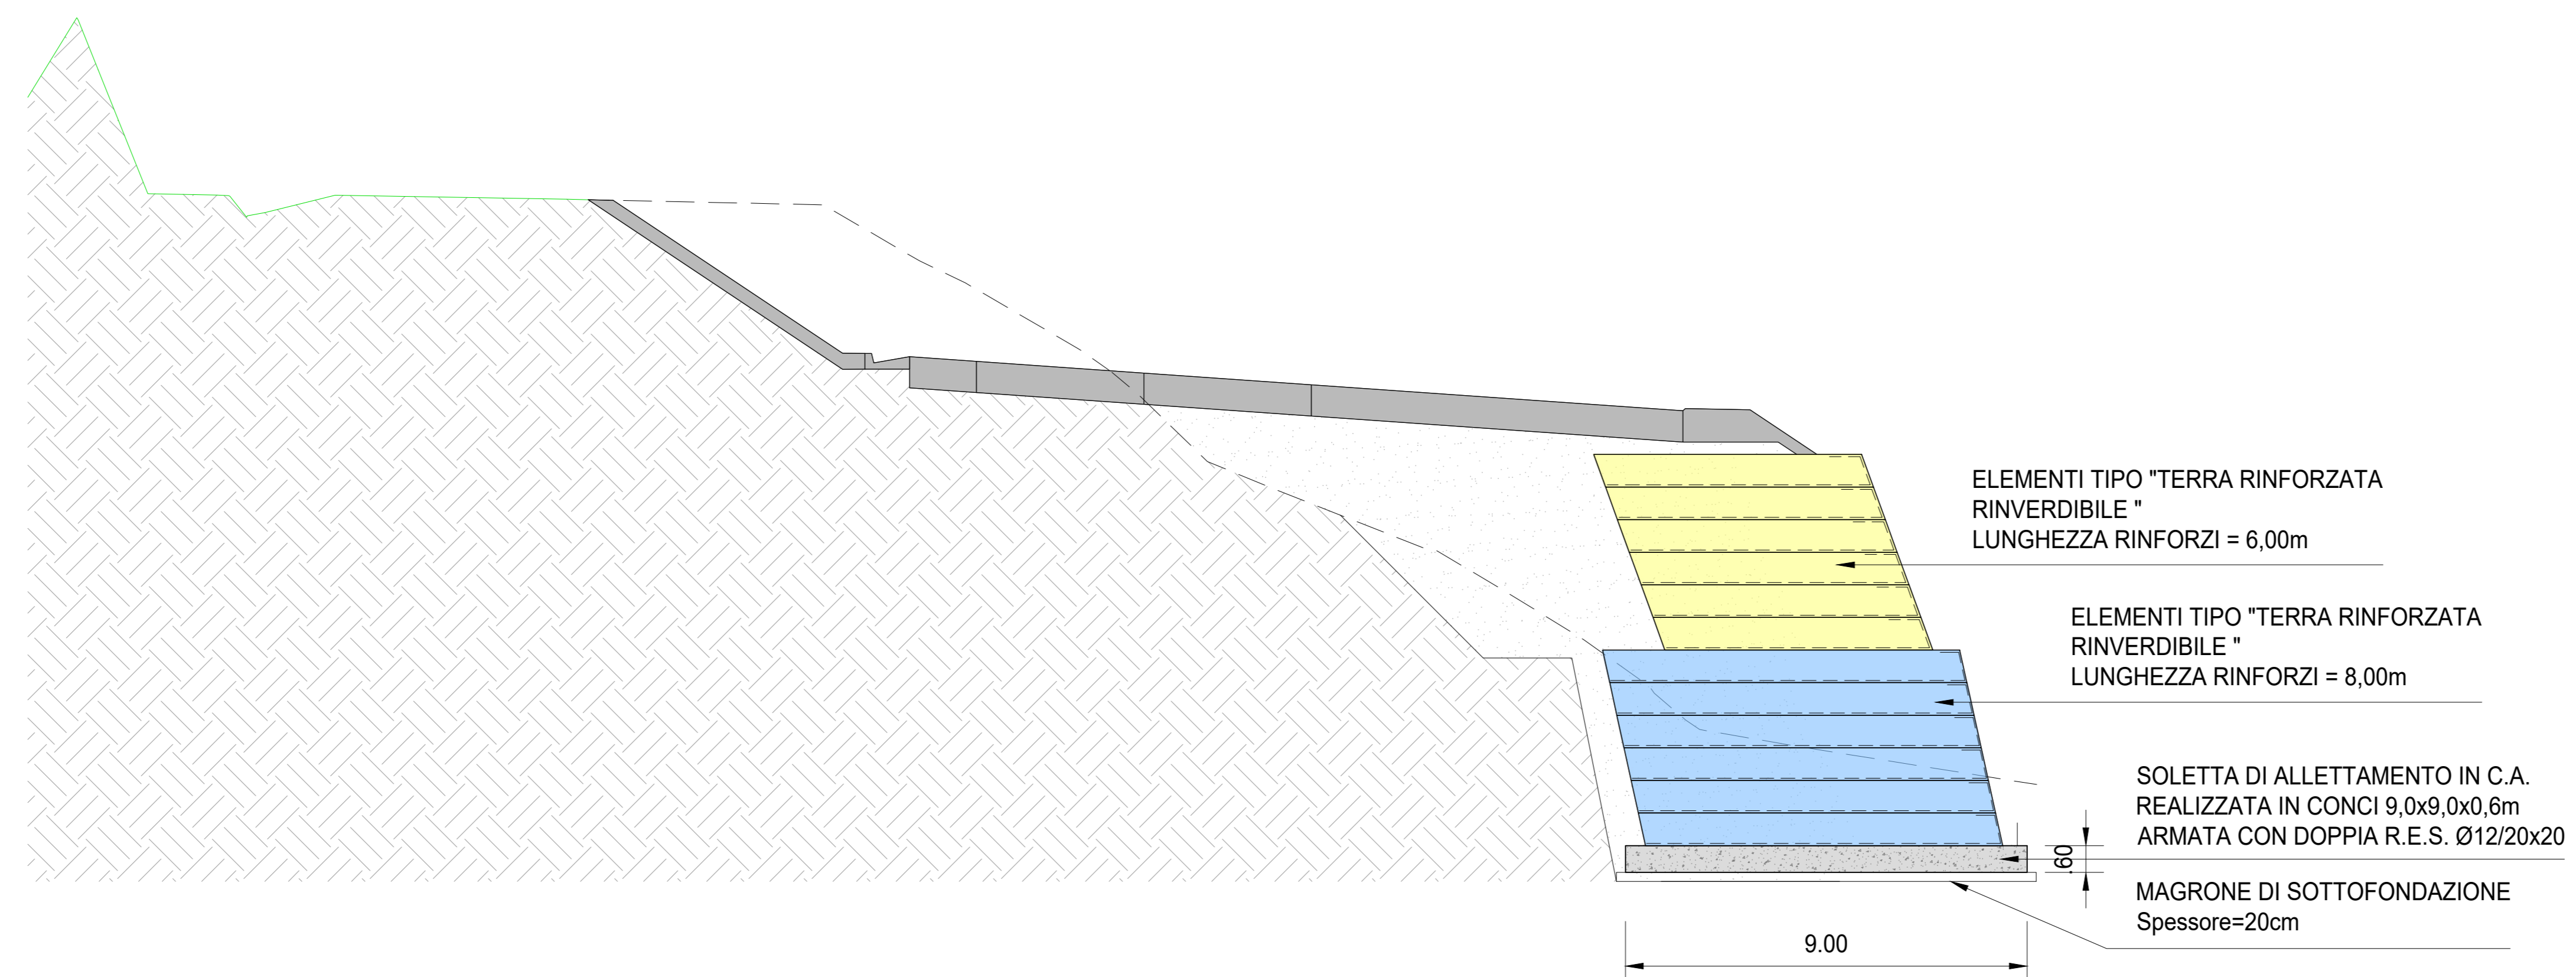 ELEMENTI TIPO "TERRA RINFORZATA
RINVERDIBILE "
LUNGHEZZA RINFORZI = 6,00m
ELEMENTI TIPO "TERRA RINFORZATA
RINVERDIBILE "
LUNGHEZZA RINFORZI = 8,00m
SOLETTA DI ALLETTAMENTO IN C.A.
REALIZZATA IN CONCI 9,0x9,0x0,6m
ARMATA CON DOPPIA R.E.S. Ø12/20x20
.60
MAGRONE DI SOTTOFONDAZIONE
Spessore=20cm
9.00